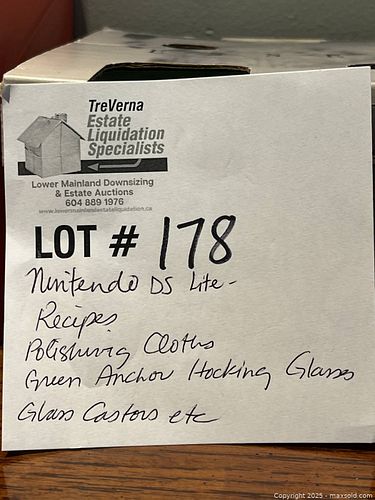 TreVerna
Estate
Liquidation
Specialists
Lower Mainland Downsizing
& Estate Auctions
604 889 1976
www.lowermainlandestateliquidation.ca
LOT # 178
Nintendo DS Lite -
Recipes
Polishing Cloths
Green Anchor Hocking Glasses
Glass Castors etc
Copyright 2025 - maxsold.com